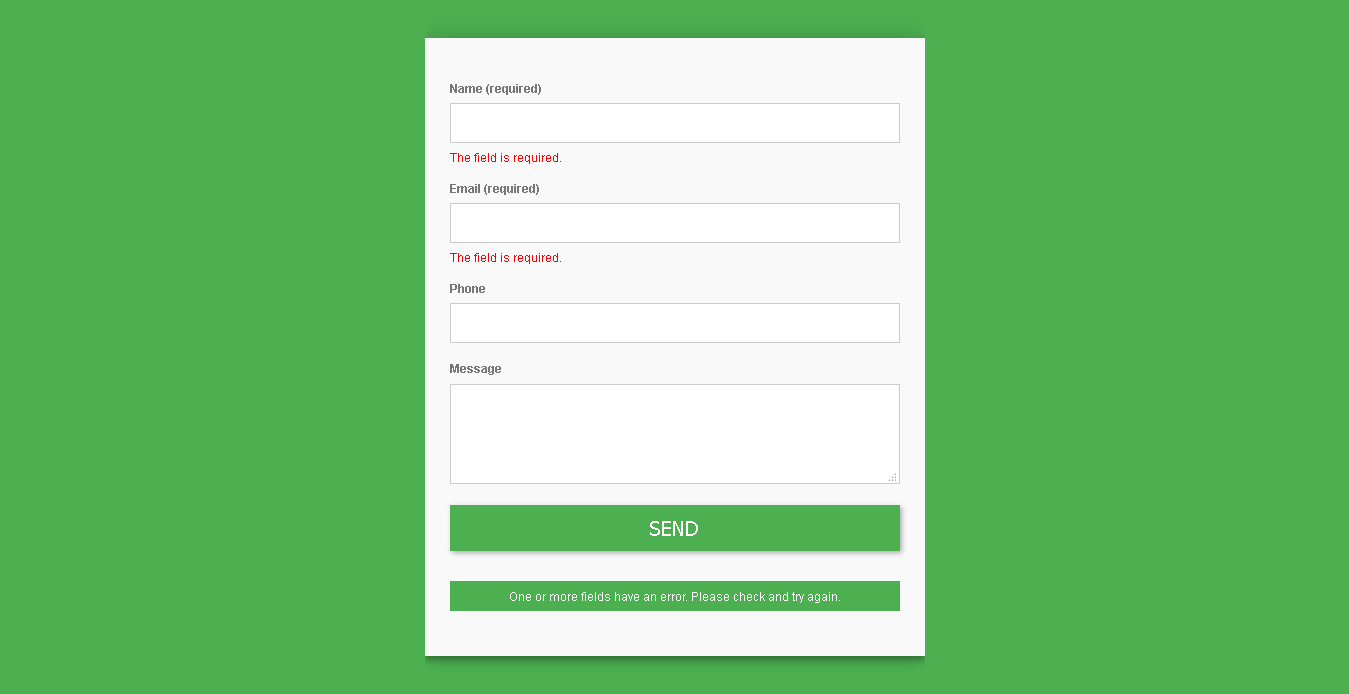 Name (required)
The field is required.
Email (required)
The field is required.
Phone
Message
SEND
One or more fields have an error. Please check and try again.